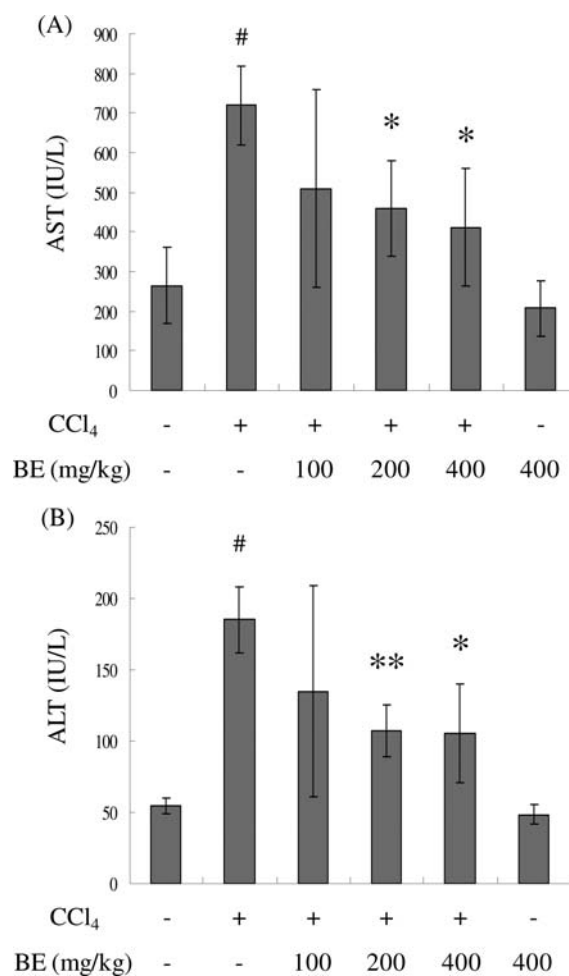 (A)
900
#
800
700
*
*
600
AST (IU/L)
500
400
300
200
100
0
CCl₄ - + + + + -
BE (mg/kg) - - 100 200 400 400
(B)
250
#
200
**
*
150
ALT (IU/L)
100
50
0
CCl₄ - + + + + -
BE (mg/kg) - - 100 200 400 400